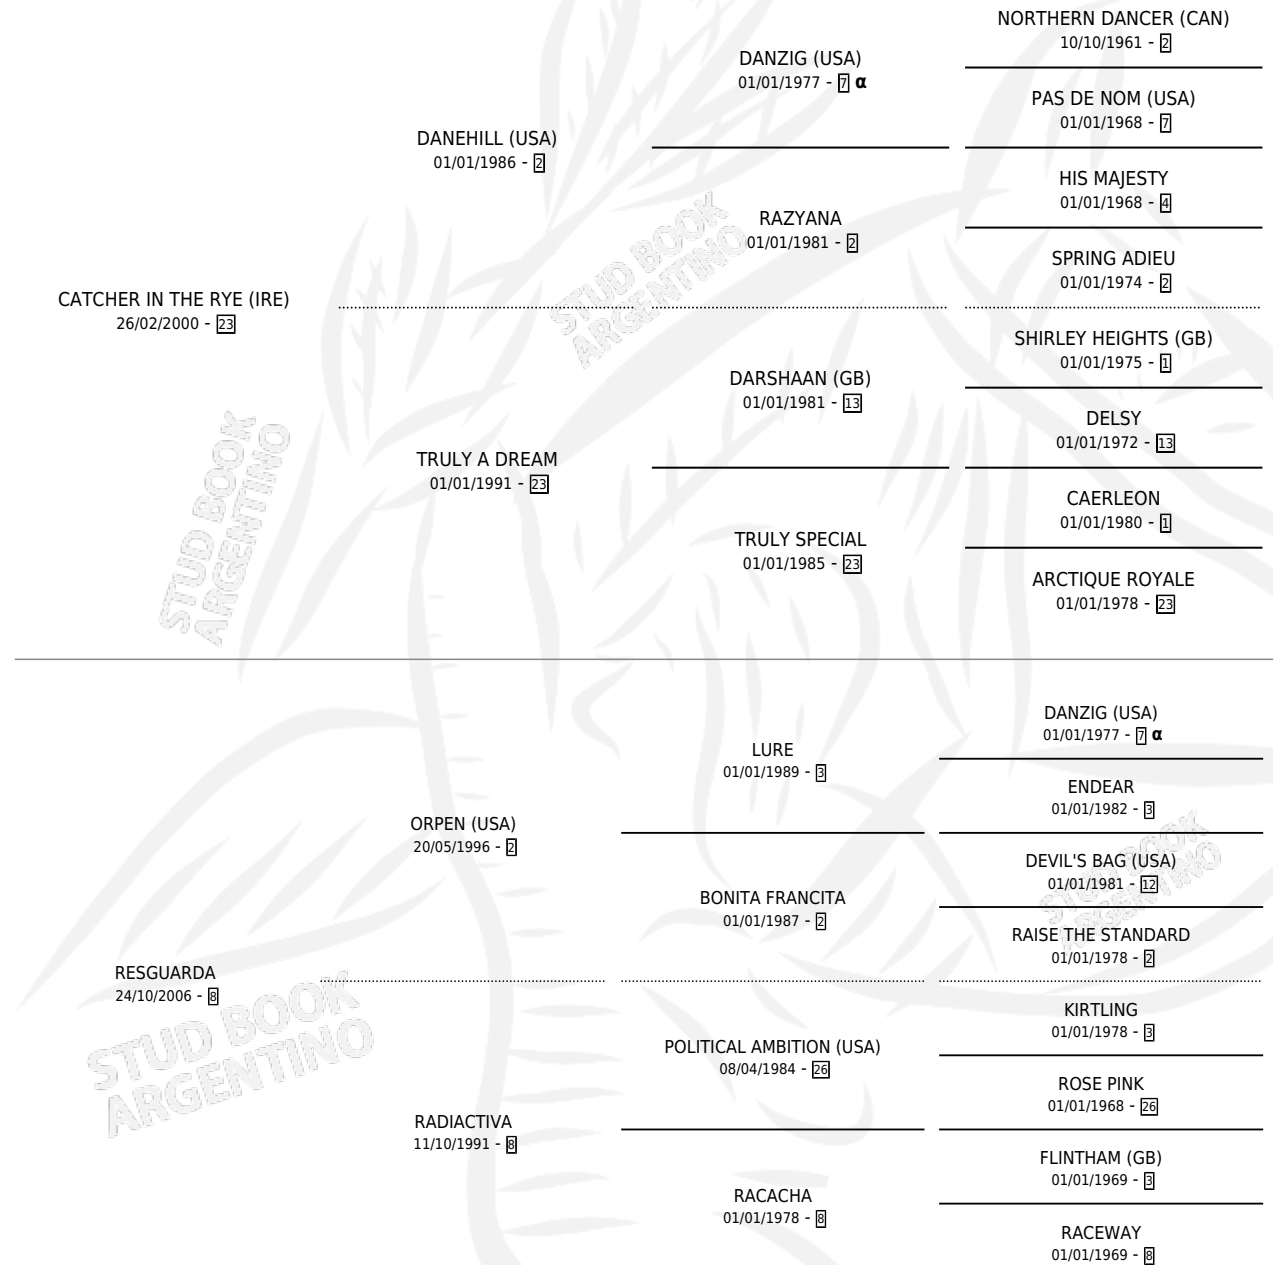 NORTHERN DANCER (CAN)
10/10/1961 - 2
DANZIG (USA)
01/01/1977 - 7 α
PAS DE NOM (USA)
01/01/1968 - 7
DANEHILL (USA)
01/01/1986 - 2
HIS MAJESTY
01/01/1968 - 4
RAZYANA
01/01/1981 - 2
SPRING ADIEU
01/01/1974 - 2
STUD BOOK
ARGENTINO
CATCHER IN THE RYE (IRE)
26/02/2000 - 23
SHIRLEY HEIGHTS (GB)
01/01/1975 - 1
DARSHAAN (GB)
01/01/1981 - 13
DELSY
01/01/1972 - 13
TRULY A DREAM
01/01/1991 - 23
CAERLEON
01/01/1980 - 1
TRULY SPECIAL
01/01/1985 - 23
ARCTIQUE ROYALE
01/01/1978 - 23
STUD BOOK
ARGENTINO
DANZIG (USA)
01/01/1977 - 7 α
LURE
01/01/1989 - 3
ENDEAR
01/01/1982 - 3
ORPEN (USA)
20/05/1996 - 2
DEVIL'S BAG (USA)
01/01/1981 - 12
BONITA FRANCITA
01/01/1987 - 2
RAISE THE STANDARD
01/01/1978 - 2
STUD BOOK
ARGENTINO
RESGUARDA
24/10/2006 - 8
KIRTLING
01/01/1978 - 3
POLITICAL AMBITION (USA)
08/04/1984 - 26
ROSE PINK
01/01/1968 - 26
STUD BOOK
ARGENTINO
RADIACTIVA
11/10/1991 - 8
FLINTHAM (GB)
01/01/1969 - 3
RACACHA
01/01/1978 - 8
RACEWAY
01/01/1969 - 8